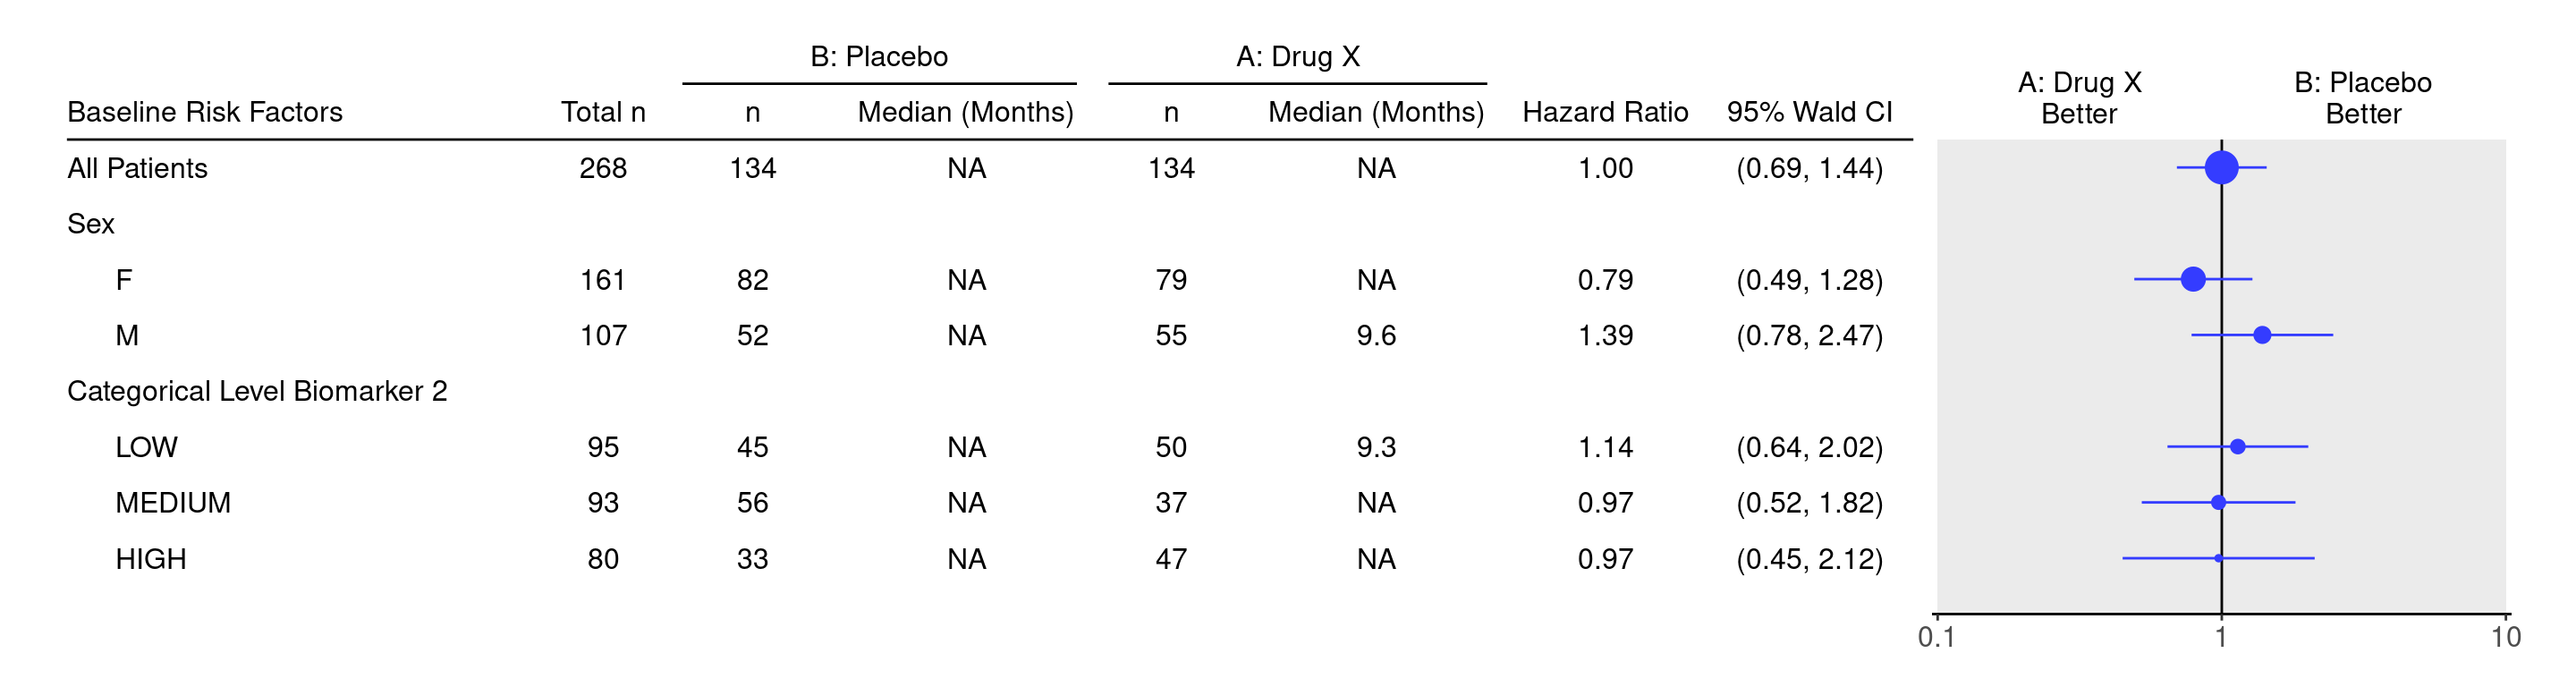 B: Placebo A: Drug X
A: Drug X B: Placebo
Better Better
Baseline Risk Factors Total n n Median (Months) n Median (Months) Hazard Ratio 95% Wald CI
All Patients 268 134 NA 134 NA 1.00 (0.69, 1.44)
Sex
F 161 82 NA 79 NA 0.79 (0.49, 1.28)
M 107 52 NA 55 9.6 1.39 (0.78, 2.47)
Categorical Level Biomarker 2
LOW 95 45 NA 50 9.3 1.14 (0.64, 2.02)
MEDIUM 93 56 NA 37 NA 0.97 (0.52, 1.82)
HIGH 80 33 NA 47 NA 0.97 (0.45, 2.12)
0.1 1 10